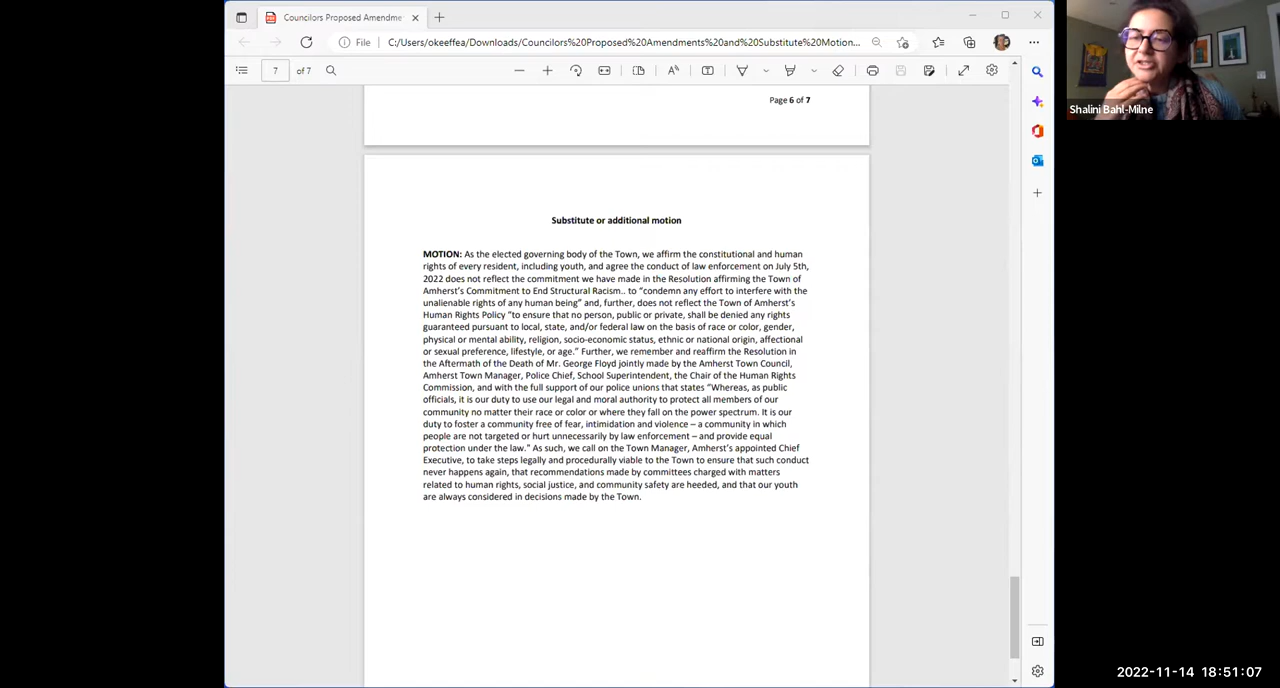 Councilors Proposed Amendme
File
C:/Users/okeeffea/Downloads/Councilors%20Proposed%20Amendments%20and%20Substitute%20Motion...
7 of 7
Page 6 of 7
Substitute or additional motion
MOTION: As the elected governing body of the Town, we affirm the constitutional and human
rights of every resident, including youth, and agree the conduct of law enforcement on July 5th,
2022 does not reflect the commitment we have made in the Resolution affirming the Town of
Amherst's Commitment to End Structural Racism.. to "condemn any effort to interfere with the
unalienable rights of any human being" and, further, does not reflect the Town of Amherst's
Human Rights Policy "to ensure that no person, public or private, shall be denied any rights
guaranteed pursuant to local, state, and/or federal law on the basis of race or color, gender,
physical or mental ability, religion, socio-economic status, ethnic or national origin, affectional
or sexual preference, lifestyle, or age." Further, we remember and reaffirm the Resolution in
the Aftermath of the Death of Mr. George Floyd jointly made by the Amherst Town Council,
Amherst Town Manager, Police Chief, School Superintendent, the Chair of the Human Rights
Commission, and with the full support of our police unions that states "Whereas, as public
officials, it is our duty to use our legal and moral authority to protect all members of our
community no matter their race or color or where they fall on the power spectrum. It is our
duty to foster a community free of fear, intimidation and violence – a community in which
people are not targeted or hurt unnecessarily by law enforcement – and provide equal
protection under the law." As such, we call on the Town Manager, Amherst's appointed Chief
Executive, to take steps legally and procedurally viable to the Town to ensure that such conduct
never happens again, that recommendations made by committees charged with matters
related to human rights, social justice, and community safety are heeded, and that our youth
are always considered in decisions made by the Town.
Shalini Bahl-Milne
2022-11-14 18:51:07